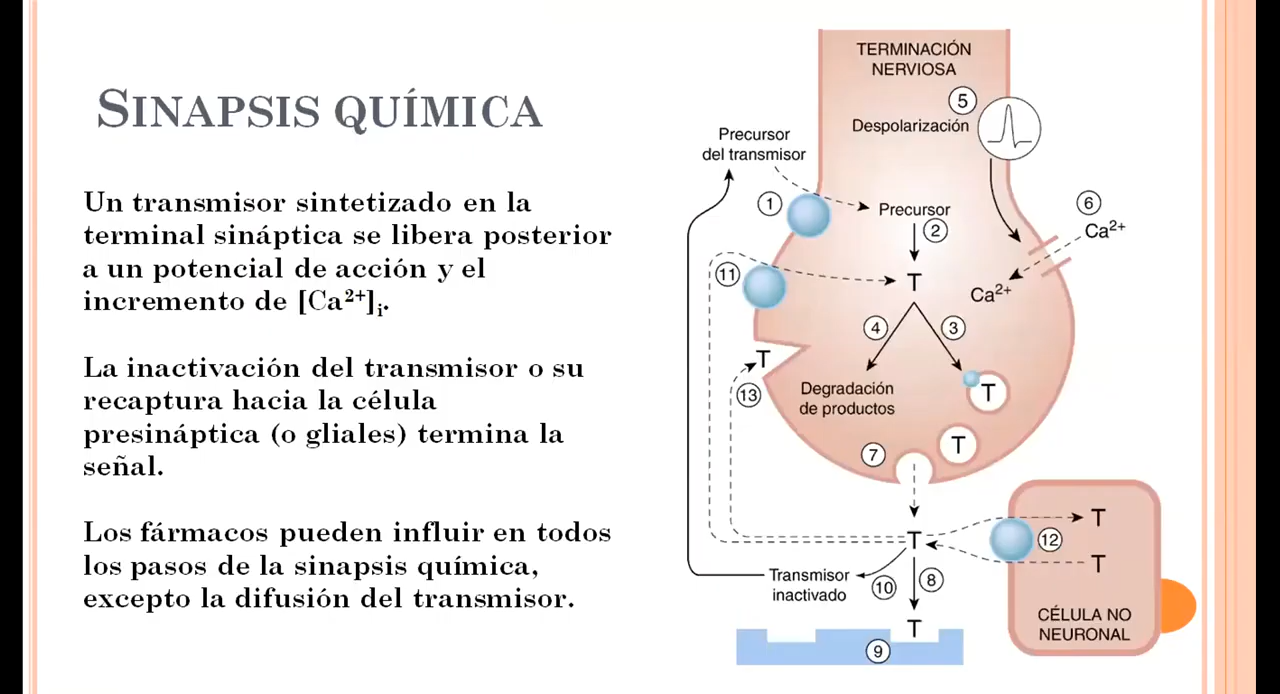 SINAPSIS QUÍMICA
Un transmisor sintetizado en la
terminal sináptica se libera posterior
a un potencial de acción y el
incremento de [Ca²⁺]ᵢ.
La inactivación del transmisor o su
recaptura hacia la célula
presináptica (o gliales) termina la
señal.
Los fármacos pueden influir en todos
los pasos de la sinapsis química,
excepto la difusión del transmisor.
TERMINACIÓN
NERVIOSA
5
Despolarización
Precursor
del transmisor
1
Precursor
2
6
Ca²⁺
Ca²⁺
11
T
4
3
T
13
Degradación
de productos
T
T
7
T
12
T
T
Transmisor
inactivado
10
8
T
9
CÉLULA NO
NEURONAL